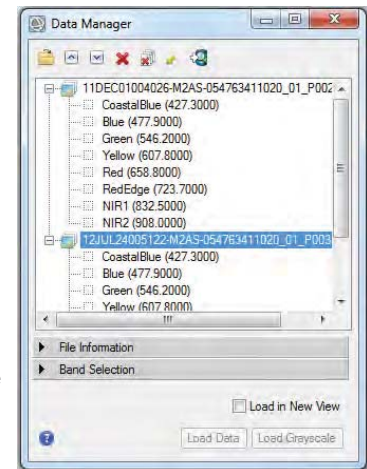 Data Manager
11DEC01004026-M2AS-054763411020_01_P002
CoastalBlue (427.3000)
Blue (477.9000)
Green (546.2000)
Yellow (607.8000)
Red (658.8000)
RedEdge (723.7000)
NIR1 (832.5000)
NIR2 (908.0000)
12JUL24005122-M2AS-054763411020_01_P003
CoastalBlue (427.3000)
Blue (477.9000)
Green (546.2000)
Yellow (607.8000)
File Information
Band Selection
Load in New View
Load Data Load Grayscale